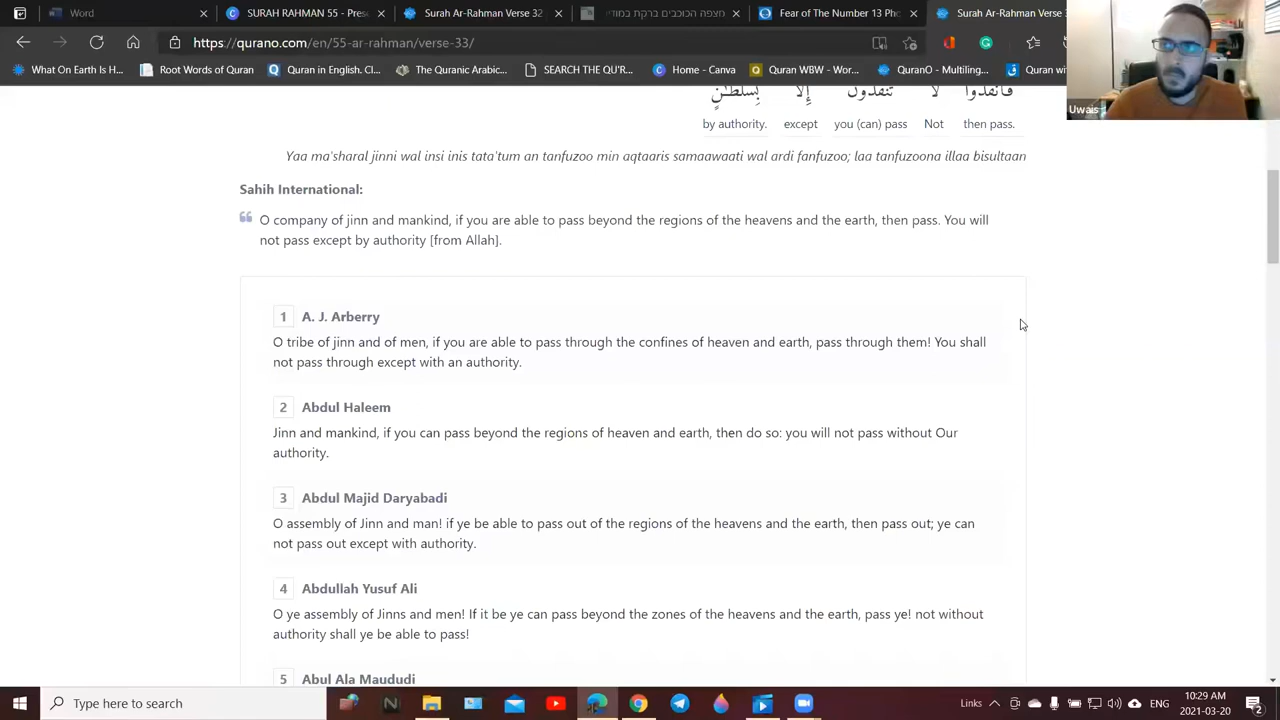 Word
SURAH RAHMAN 55 - Pres
Surah Ar-Rahman Verse 32
מצפה הכוכבים ברקת במודי
Fear of The Number 13 Ph
Surah Ar-Rahman Verse
https://qurano.com/en/55-ar-rahman/verse-33/
What On Earth Is H...
Root Words of Quran
Quran in English. Cl...
The Quranic Arabic...
SEARCH THE QU'R...
Home - Canva
Quran WBW - Wor...
QuranO - Multiling...
Quran wi
Uwais
فَانْفُذُوا لَا تَنْفُذُونَ إِلَّا بِسُلْطَٰنٍ
by authority. except you (can) pass Not then pass.
Yaa ma'sharal jinni wal insi inis tata'tum an tanfuzoo min aqtaaris samaawaati wal ardi fanfuzoo; laa tanfuzoona illaa bisultaan
Sahih International:
O company of jinn and mankind, if you are able to pass beyond the regions of the heavens and the earth, then pass. You will
not pass except by authority [from Allah].
1 A. J. Arberry
O tribe of jinn and of men, if you are able to pass through the confines of heaven and earth, pass through them! You shall
not pass through except with an authority.
2 Abdul Haleem
Jinn and mankind, if you can pass beyond the regions of heaven and earth, then do so: you will not pass without Our
authority.
3 Abdul Majid Daryabadi
O assembly of Jinn and man! if ye be able to pass out of the regions of the heavens and the earth, then pass out; ye can
not pass out except with authority.
4 Abdullah Yusuf Ali
O ye assembly of Jinns and men! If it be ye can pass beyond the zones of the heavens and the earth, pass ye! not without
authority shall ye be able to pass!
5 Abul Ala Maududi
Type here to search
Links
ENG
10:29 AM
2021-03-20
2